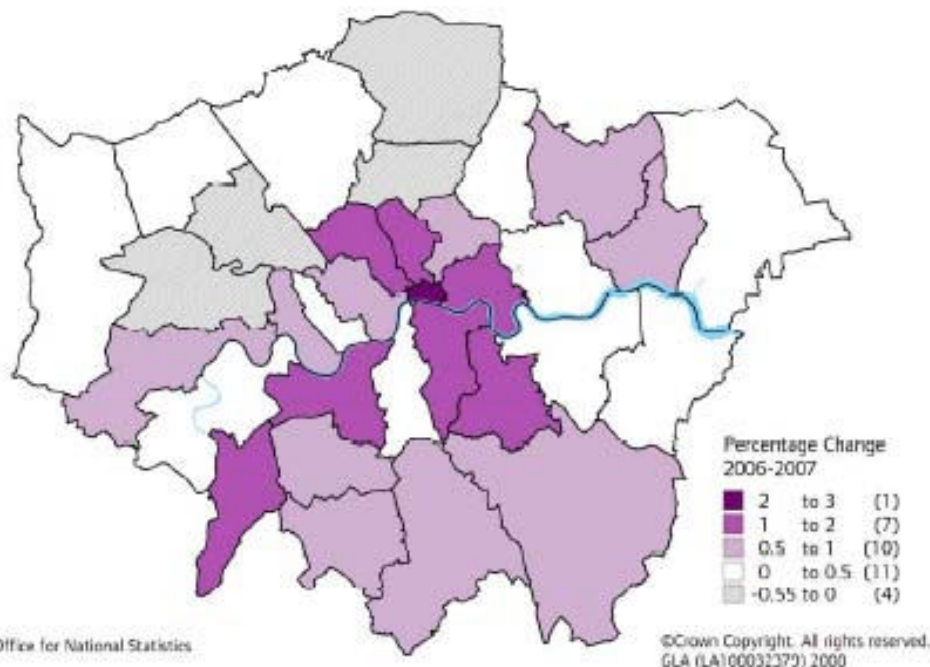 Percentage Change
2006-2007
2 to 3 (1)
1 to 2 (7)
0.5 to 1 (10)
0 to 0.5 (11)
-0.55 to 0 (4)
Office for National Statistics
©Crown Copyright. All rights reserved.
GLA (LA100032379) 2000